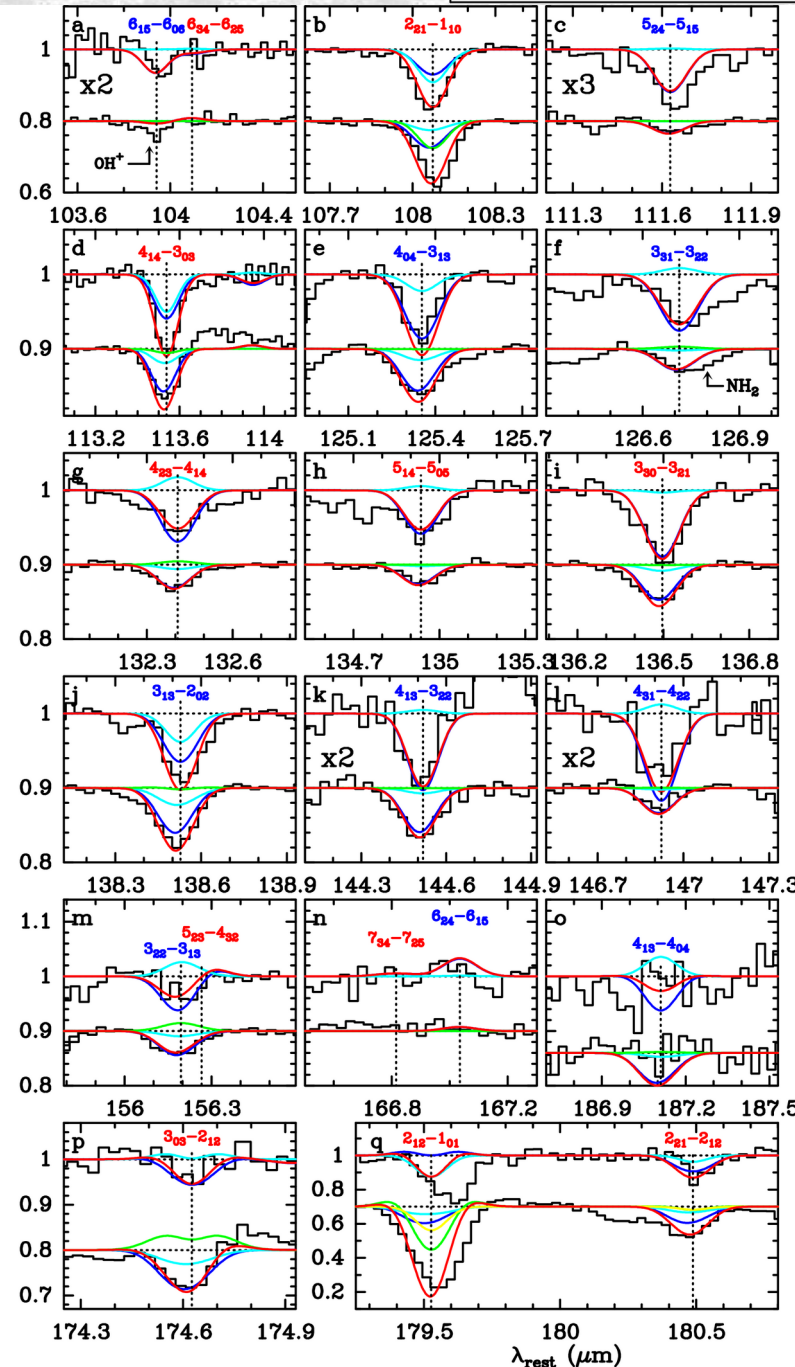 a 6₁₅−6₀₆ 6₃₄−6₂₅
x2
OH⁺
1
0.8
0.6
103.6 104 104.4
b 2₂₁−1₁₀
107.7 108 108.3
c 5₂₄−5₁₅
x3
111.3 111.6 111.9
d 4₁₄−3₀₃
1
0.9
113.2 113.6 114
e 4₀₄−3₁₃
125.1 125.4 125.7
f 3₃₁−3₂₂
NH₂
126.6 126.9
g 4₂₃−4₁₄
1
0.9
0.8
132.3 132.6
h 5₁₄−5₀₅
134.7 135 135.3
i 3₃₀−3₂₁
136.2 136.5 136.8
j 3₁₃−2₀₂
1
0.9
0.8
138.3 138.6 138.9
k 4₁₃−3₂₂
x2
144.3 144.6 144.9
l 4₃₁−4₂₂
x2
146.7 147 147.3
m 5₂₃−4₃₂
3₂₂−3₁₃
1.1
1
0.9
0.8
156 156.3
n 6₂₄−6₁₅
7₃₄−7₂₅
166.8 167.2
o 4₁₃−4₀₄
186.9 187.2 187.5
p 3₀₃−2₁₂
1
0.9
0.8
0.7
174.3 174.6 174.9
q 2₁₂−1₀₁ 2₂₁−2₁₂
1
0.8
0.6
0.4
0.2
179.5 180 180.5
λrest (μm)